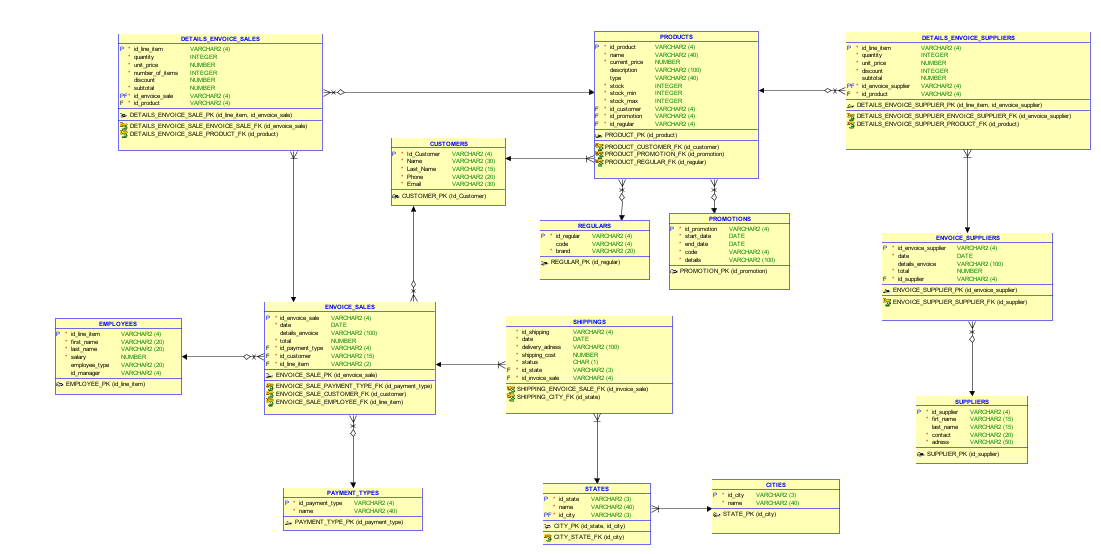 DETAILS_ENVOICE_SALES
P * id_line_item VARCHAR2 (4)
* quantity INTEGER
* unit_price NUMBER
* number_of_items INTEGER
discount NUMBER
* subtotal NUMBER
PF* id_envoice_sale VARCHAR2 (4)
F * id_product VARCHAR2 (4)
DETAILS_ENVOICE_SALE_PK (id_line_item, id_envoice_sale)
DETAILS_ENVOICE_SALE_ENVOICE_SALE_FK (id_envoice_sale)
DETAILS_ENVOICE_SALE_PRODUCT_FK (id_product)
PRODUCTS
P * id_product VARCHAR2 (4)
* name VARCHAR2 (40)
* current_price NUMBER
description VARCHAR2 (100)
* type VARCHAR2 (40)
* stock INTEGER
* stock_min INTEGER
* stock_max INTEGER
F * id_customer VARCHAR2 (4)
F * id_promotion VARCHAR2 (4)
F * id_regular VARCHAR2 (4)
PRODUCT_PK (id_product)
PRODUCT_CUSTOMER_FK (id_customer)
PRODUCT_PROMOTION_FK (id_promotion)
PRODUCT_REGULAR_FK (id_regular)
DETAILS_ENVOICE_SUPPLIERS
P * id_line_item VARCHAR2 (4)
* quantity INTEGER
* unit_price NUMBER
* discount INTEGER
* subtotal NUMBER
PF* id_envoice_supplier VARCHAR2 (4)
F * id_product VARCHAR2 (4)
DETAILS_ENVOICE_SUPPLIER_PK (id_line_item, id_envoice_supplier)
DETAILS_ENVOICE_SUPPLIER_ENVOICE_SUPPLIER_FK (id_envoice_supplier)
DETAILS_ENVOICE_SUPPLIER_PRODUCT_FK (id_product)
CUSTOMERS
P * Id_Customer VARCHAR2 (4)
* Name VARCHAR2 (30)
* Last_Name VARCHAR2 (15)
* Phone VARCHAR2 (20)
* Email VARCHAR2 (30)
CUSTOMER_PK (Id_Customer)
REGULARS
P * id_regular VARCHAR2 (4)
code VARCHAR2 (4)
* brand VARCHAR2 (20)
REGULAR_PK (id_regular)
PROMOTIONS
P * id_promotion VARCHAR2 (4)
* start_date DATE
* end_date DATE
* code VARCHAR2 (4)
* details VARCHAR2 (100)
PROMOTION_PK (id_promotion)
ENVOICE_SUPPLIERS
P * id_envoice_supplier VARCHAR2 (4)
* date DATE
details_envoice VARCHAR2 (100)
* total NUMBER
F * id_supplier VARCHAR2 (4)
ENVOICE_SUPPLIER_PK (id_envoice_supplier)
ENVOICE_SUPPLIER_SUPPLIER_FK (id_supplier)
EMPLOYEES
P * id_line_item VARCHAR2 (4)
* first_name VARCHAR2 (20)
* last_name VARCHAR2 (20)
* salary NUMBER
employee_type VARCHAR2 (20)
* id_manager VARCHAR2 (4)
EMPLOYEE_PK (id_line_item)
ENVOICE_SALES
P * id_envoice_sale VARCHAR2 (4)
* date DATE
details_envoice VARCHAR2 (100)
* total NUMBER
F * id_payment_type VARCHAR2 (4)
F * id_customer VARCHAR2 (15)
F * id_line_item VARCHAR2 (2)
ENVOICE_SALE_PK (id_envoice_sale)
ENVOICE_SALE_PAYMENT_TYPE_FK (id_payment_type)
ENVOICE_SALE_CUSTOMER_FK (id_customer)
ENVOICE_SALE_EMPLOYEE_FK (id_line_item)
SHIPPINGS
* id_shipping VARCHAR2 (4)
* date DATE
* delivery_adress VARCHAR2 (100)
* shipping_cost NUMBER
* status CHAR (1)
F * id_state VARCHAR2 (3)
F * id_invoice_sale VARCHAR2 (4)
SHIPPING_ENVOICE_SALE_FK (id_invoice_sale)
SHIPPING_CITY_FK (id_state)
SUPPLIERS
P * id_supplier VARCHAR2 (4)
* firt_name VARCHAR2 (15)
last_name VARCHAR2 (15)
* contact VARCHAR2 (20)
* adress VARCHAR2 (50)
SUPPLIER_PK (id_supplier)
PAYMENT_TYPES
P * id_payment_type VARCHAR2 (4)
* name VARCHAR2 (40)
PAYMENT_TYPE_PK (id_payment_type)
STATES
P * id_state VARCHAR2 (3)
* name VARCHAR2 (40)
PF* id_city VARCHAR2 (3)
CITY_PK (id_state, id_city)
CITY_STATE_FK (id_city)
CITIES
P * id_city VARCHAR2 (3)
* name VARCHAR2 (40)
STATE_PK (id_city)